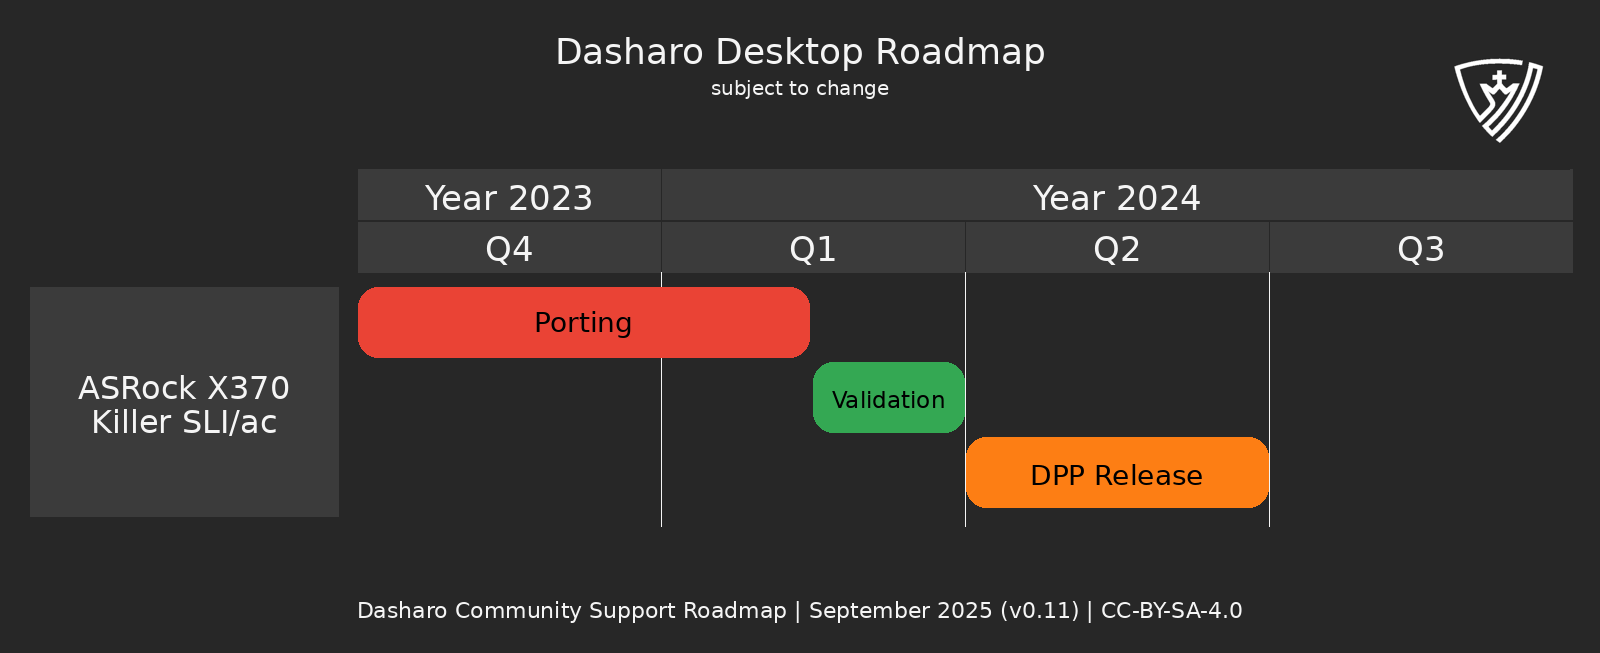 Dasharo Desktop Roadmap
subject to change
Year 2023
Year 2024
Q4
Q1
Q2
Q3
ASRock X370
Killer SLI/ac
Porting
Validation
DPP Release
Dasharo Community Support Roadmap | September 2025 (v0.11) | CC-BY-SA-4.0